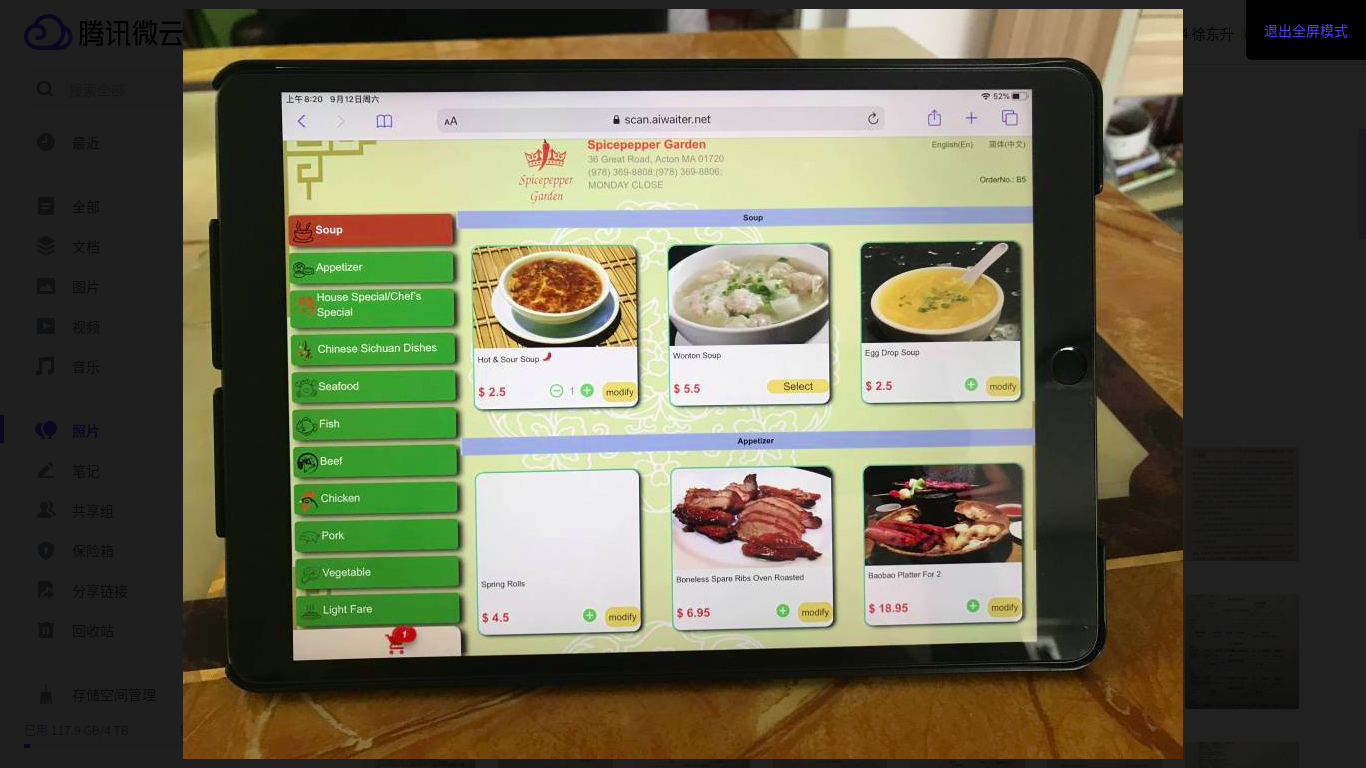 腾讯微云
徐东升
退出全屏模式
搜索全部
最近
全部
文档
图片
视频
音乐
照片
笔记
共享组
保险箱
分享链接
回收站
存储空间管理
已用 117.9 GB/4 TB
上午8:20 9月12日周六
52%
AA
scan.aiwaiter.net
Spicepepper Garden
Spicepepper Garden
36 Great Road, Acton MA 01720
(978) 369-8808;(978) 369-8806;
MONDAY CLOSE
English(En) 简体(中文)
OrderNo.: B5
Soup
Appetizer
House Special/Chef's
Special
Chinese Sichuan Dishes
Seafood
Fish
Beef
Chicken
Pork
Vegetable
Light Fare
1
Soup
Hot & Sour Soup
$ 2.5 1 modify
Wonton Soup
$ 5.5 Select
Egg Drop Soup
$ 2.5 modify
Appetizer
Spring Rolls
$ 4.5 modify
Boneless Spare Ribs Oven Roasted
$ 6.95 modify
Baobao Platter For 2
$ 18.95 modify